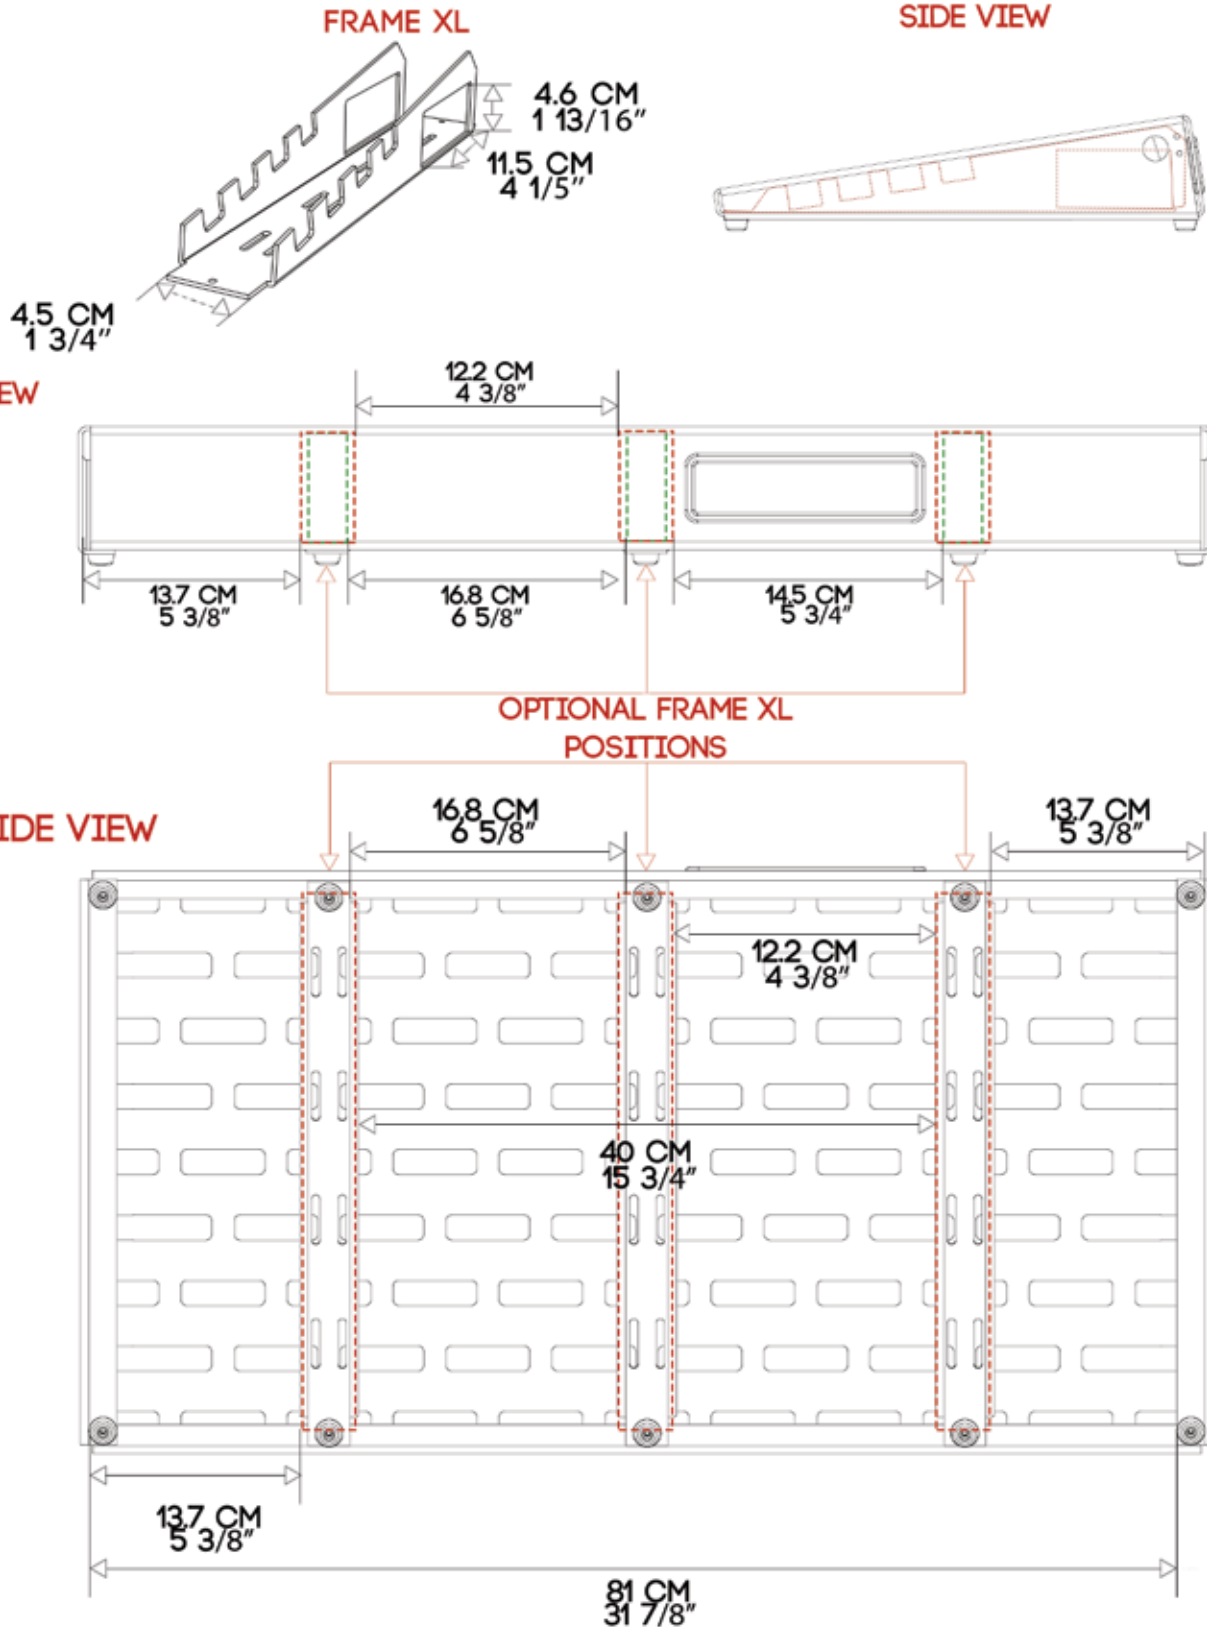 FRAME XL
SIDE VIEW
4.6 CM
1 13/16"
11.5 CM
4 1/5"
4.5 CM
1 3/4"
EW
12.2 CM
4 3/8"
13.7 CM
5 3/8"
16.8 CM
6 5/8"
14.5 CM
5 3/4"
OPTIONAL FRAME XL
POSITIONS
IDE VIEW
16,8 CM
6 5/8"
13.7 CM
5 3/8"
12.2 CM
4 3/8"
40 CM
15 3/4"
13.7 CM
5 3/8"
81 CM
31 7/8"